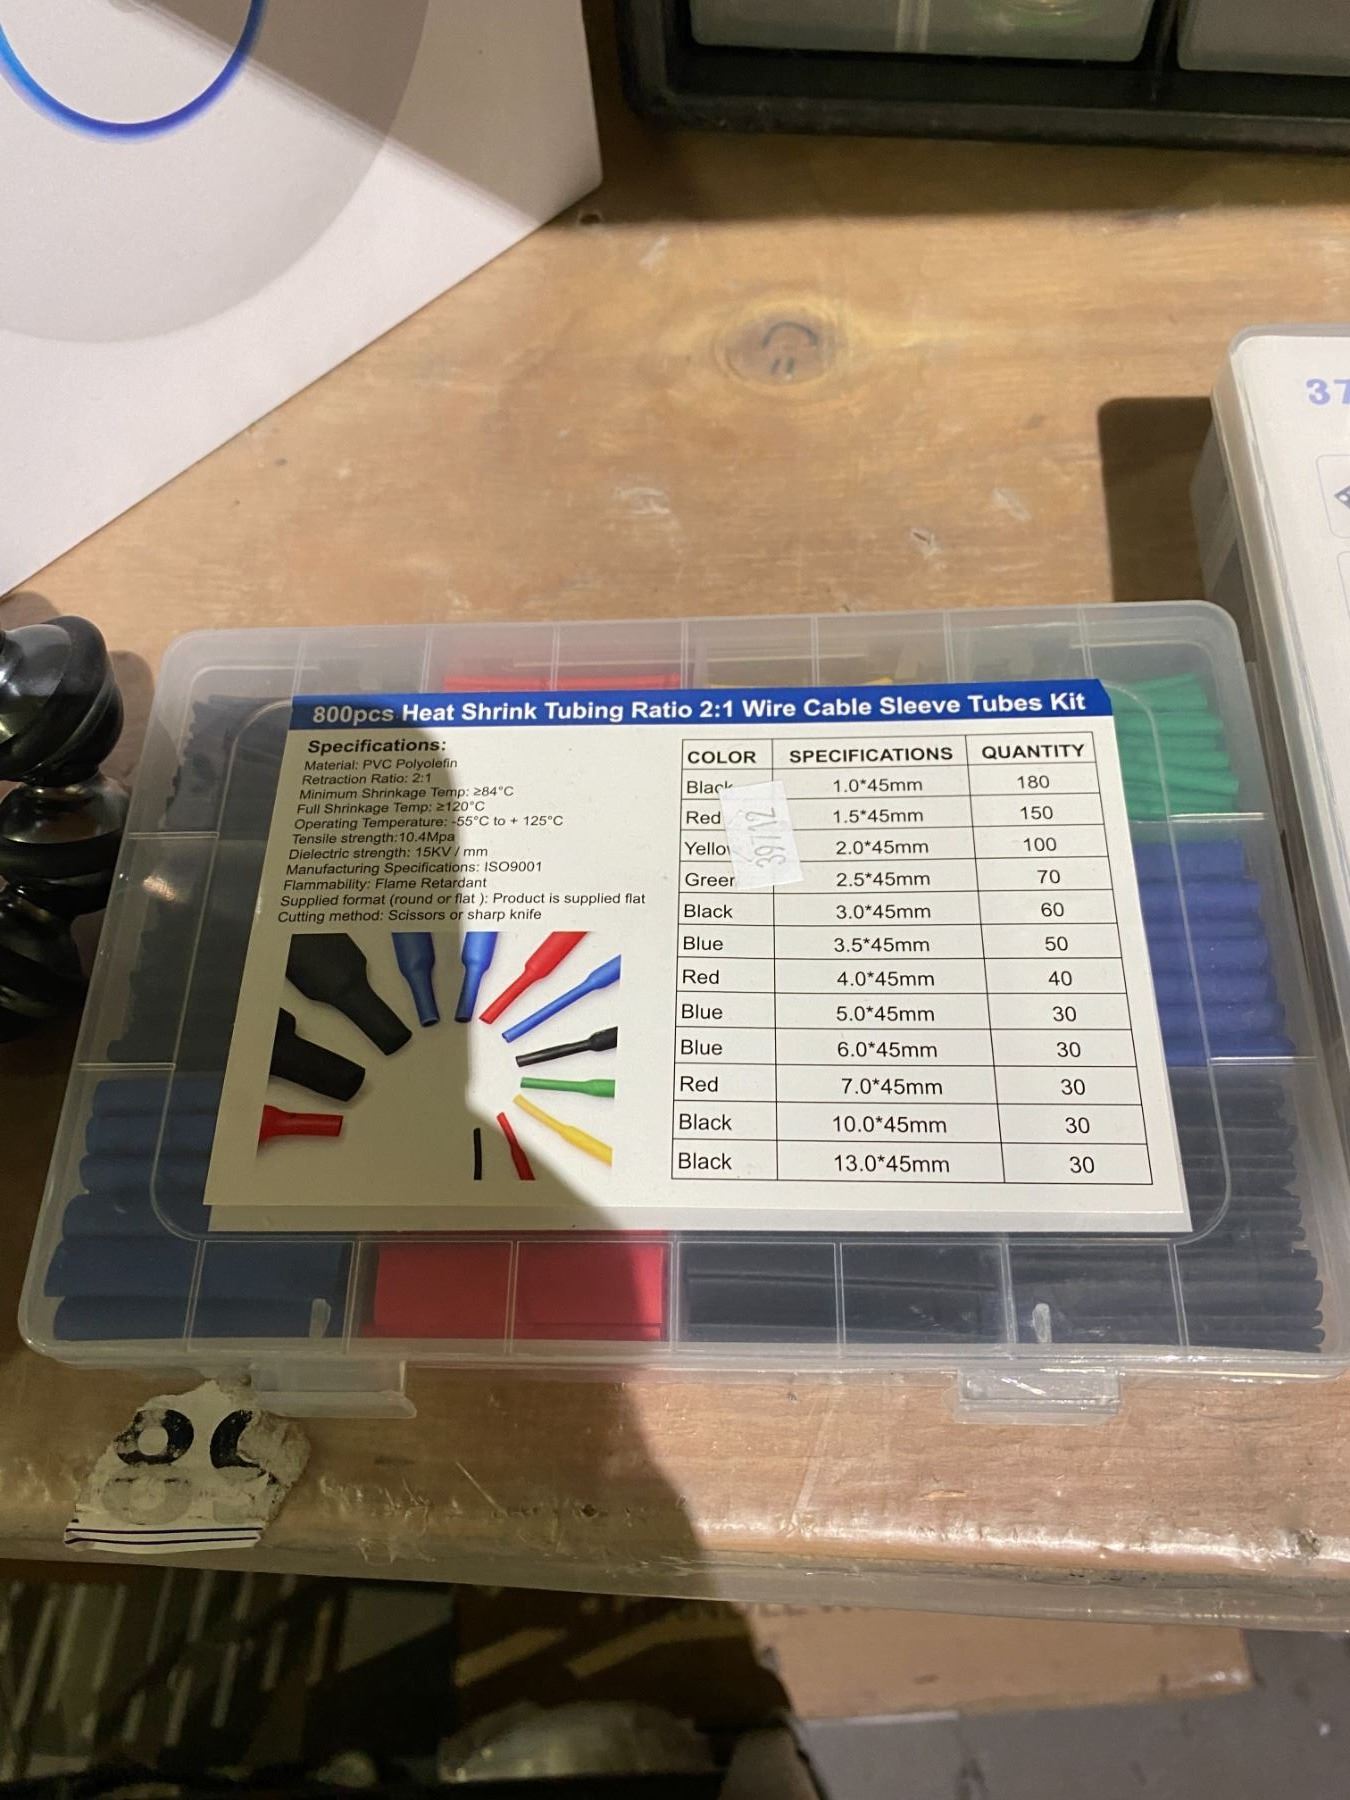 37
800pcs Heat Shrink Tubing Ratio 2:1 Wire Cable Sleeve Tubes Kit
Specifications:
Material: PVC Polyolefin
Retraction Ratio: 2:1
Minimum Shrinkage Temp: ≥84°C
Full Shrinkage Temp: ≥120°C
Operating Temperature: -55°C to + 125°C
Tensile strength:10.4Mpa
Dielectric strength: 15KV / mm
Manufacturing Specifications: ISO9001
Flammability: Flame Retardant
Supplied format (round or flat ): Product is supplied flat
Cutting method: Scissors or sharp knife
COLOR SPECIFICATIONS QUANTITY
Black 1.0*45mm 180
Red 1.5*45mm 150
Yellow 2.0*45mm 100
Green 2.5*45mm 70
Black 3.0*45mm 60
Blue 3.5*45mm 50
Red 4.0*45mm 40
Blue 5.0*45mm 30
Blue 6.0*45mm 30
Red 7.0*45mm 30
Black 10.0*45mm 30
Black 13.0*45mm 30
39712